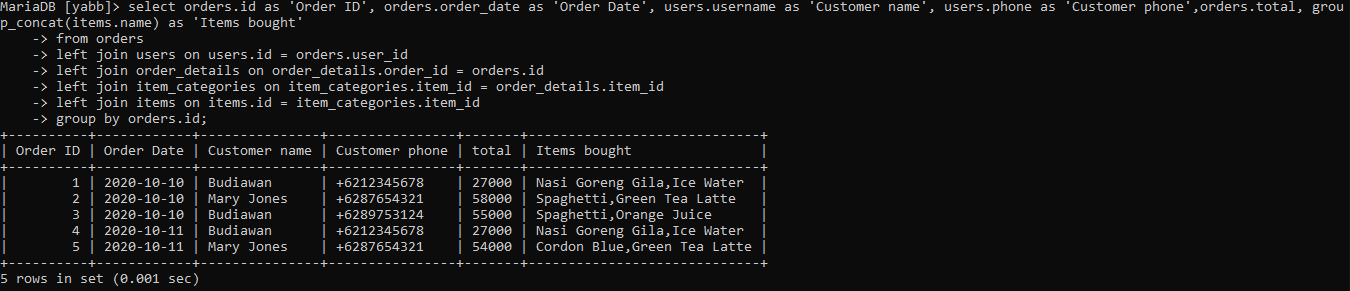 MariaDB [yabb]> select orders.id as 'Order ID', orders.order_date as 'Order Date', users.username as 'Customer name', users.phone as 'Customer phone',orders.total, grou
p_concat(items.name) as 'Items bought'
    -> from orders
    -> left join users on users.id = orders.user_id
    -> left join order_details on order_details.order_id = orders.id
    -> left join item_categories on item_categories.item_id = order_details.item_id
    -> left join items on items.id = item_categories.item_id
    -> group by orders.id;
+----------+------------+---------------+----------------+-------+-----------------------------+
| Order ID | Order Date | Customer name | Customer phone | total | Items bought                |
+----------+------------+---------------+----------------+-------+-----------------------------+
|        1 | 2020-10-10 | Budiawan      | +6212345678    | 27000 | Nasi Goreng Gila,Ice Water  |
|        2 | 2020-10-10 | Mary Jones    | +6287654321    | 58000 | Spaghetti,Green Tea Latte   |
|        3 | 2020-10-10 | Budiawan      | +6289753124    | 55000 | Spaghetti,Orange Juice      |
|        4 | 2020-10-11 | Budiawan      | +6212345678    | 27000 | Nasi Goreng Gila,Ice Water  |
|        5 | 2020-10-11 | Mary Jones    | +6287654321    | 54000 | Cordon Blue,Green Tea Latte |
+----------+------------+---------------+----------------+-------+-----------------------------+
5 rows in set (0.001 sec)